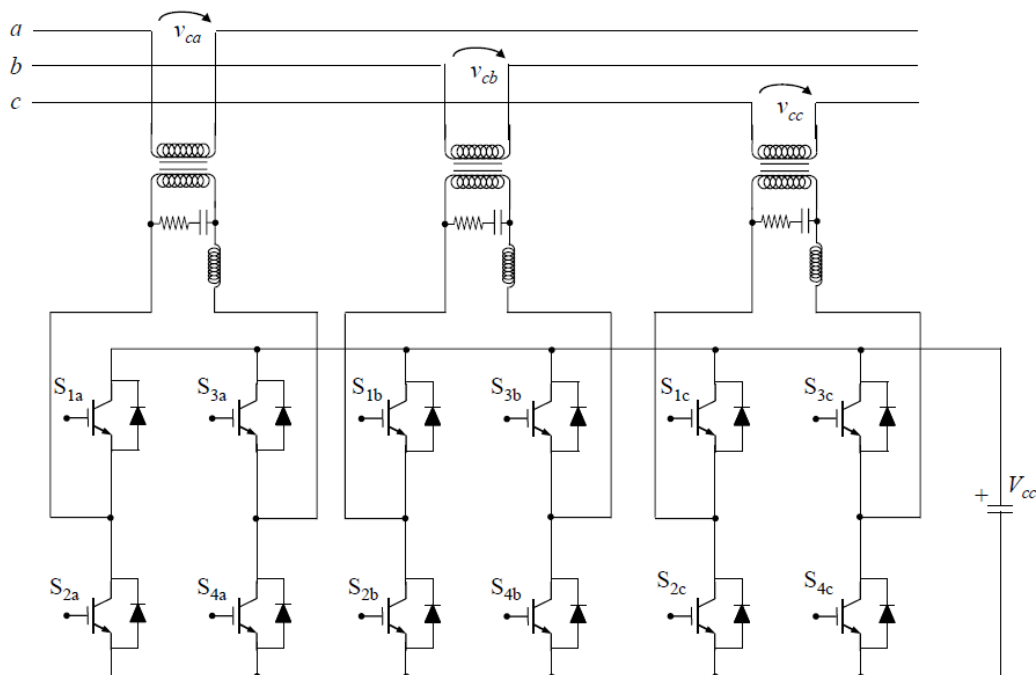 a
v_ca
b
v_cb
c
v_cc
S_1a
S_3a
S_1b
S_3b
S_1c
S_3c
+
V_cc
S_2a
S_4a
S_2b
S_4b
S_2c
S_4c